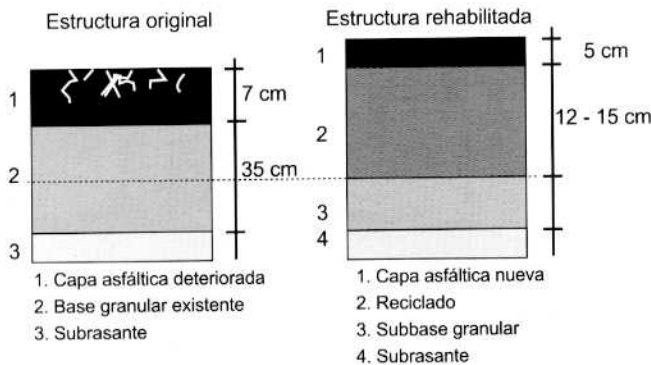 Estructura original
1
2
3
7 cm
35 cm
1. Capa asfáltica deteriorada
2. Base granular existente
3. Subrasante
Estructura rehabilitada
1
2
3
4
5 cm
12 - 15 cm
1. Capa asfáltica nueva
2. Reciclado
3. Subbase granular
4. Subrasante